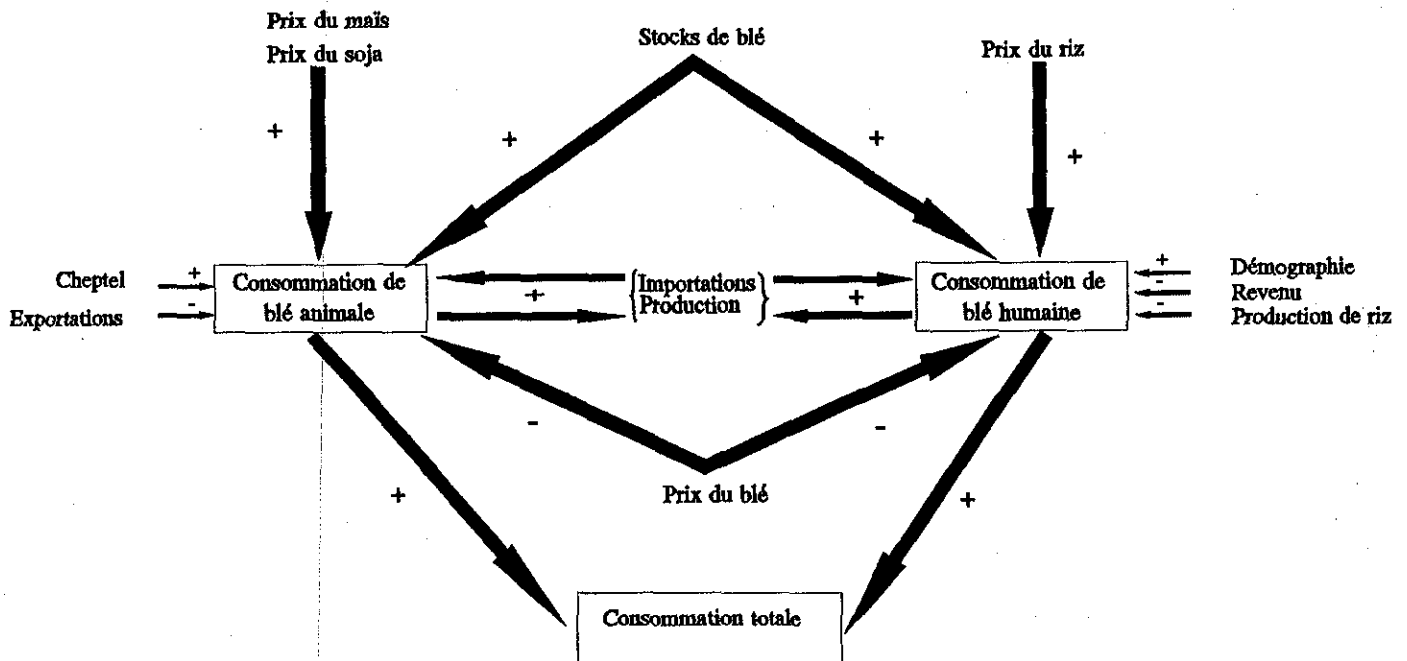 Prix du maïs
Prix du soja
Stocks de blé
Prix du riz
+
+
+
+
Cheptel
+
Exportations
-
Consommation de
blé animale
+
{Importations
Production}
+
Consommation de
blé humaine
+
Démographie
-
Revenu
-
Production de riz
-
-
Prix du blé
+
+
Consommation totale